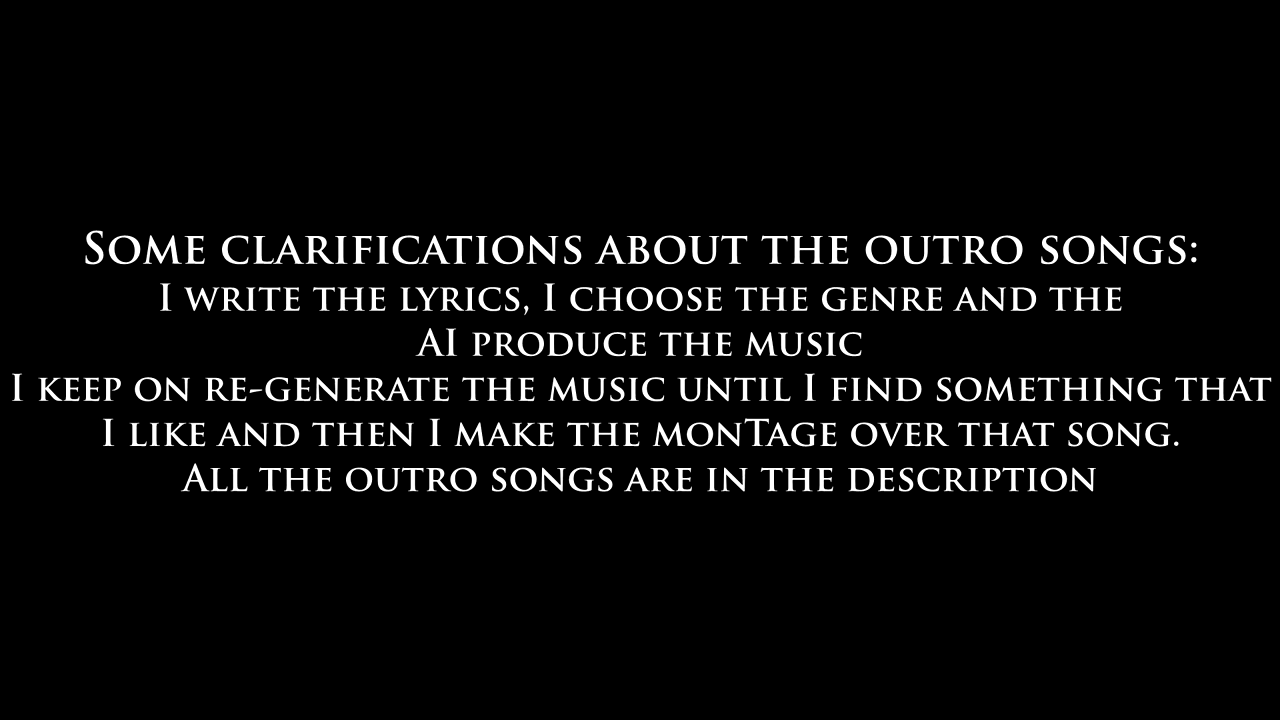 Some clarifications about the outro songs:
I write the lyrics, I choose the genre and the
AI produce the music
I keep on re-generate the music until I find something that
I like and then I make the monTage over that song.
All the outro songs are in the description